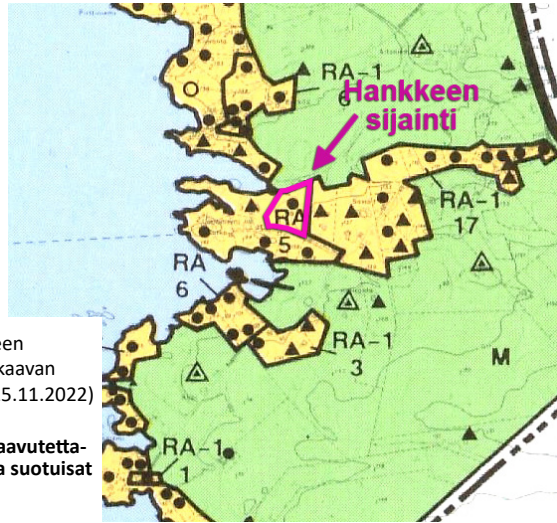 RA-1
6
Hankkeen
sijainti
RA-1
17
RA
5
RA
6
RA-1
3
M
RA-1
1
een
kaavan
5.11.2022)
aavutetta-
a suotuisat